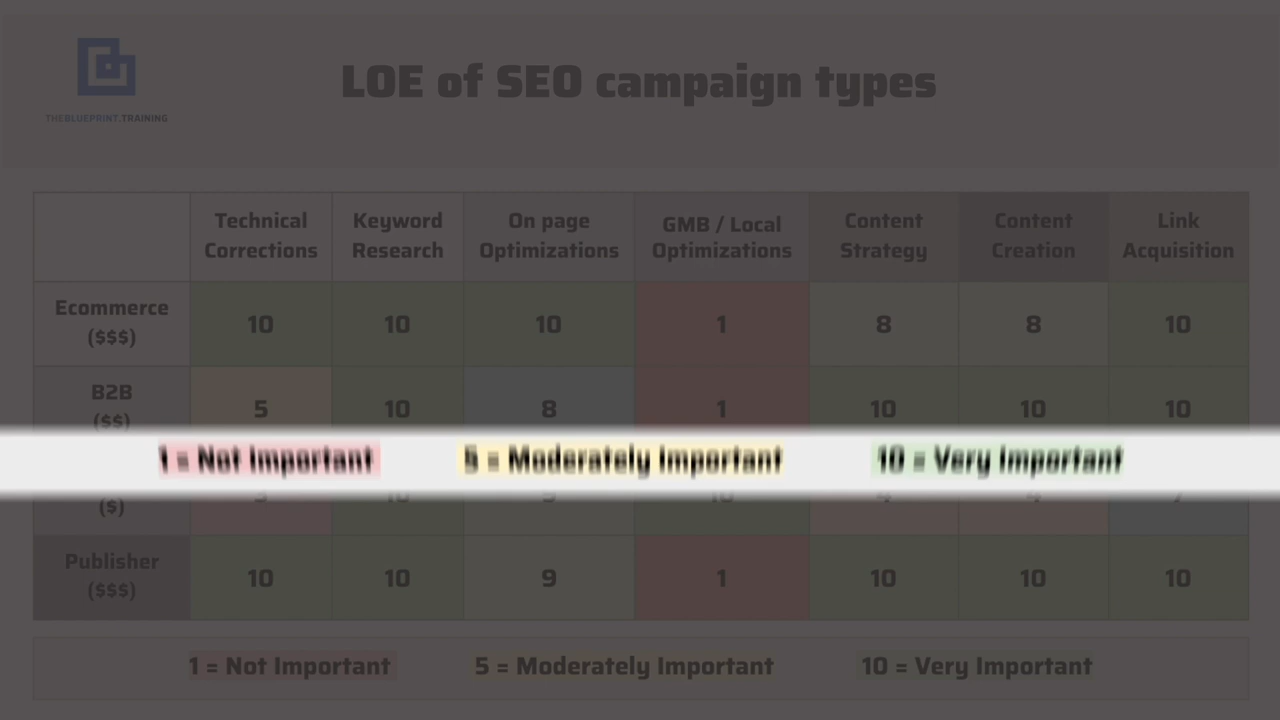 LOE of SEO campaign types
THEBLUEPRINT.TRAINING
Technical Corrections
Keyword Research
On page Optimizations
GMB / Local Optimizations
Content Strategy
Content Creation
Link Acquisition
Ecommerce ($$$) 10 10 10 1 8 8 10
B2B ($$) 5 10 8 1 10 10 10
1 = Not Important 5 = Moderately Important 10 = Very Important
($)
Publisher ($$$) 10 10 9 1 10 10 10
1 = Not Important 5 = Moderately Important 10 = Very Important